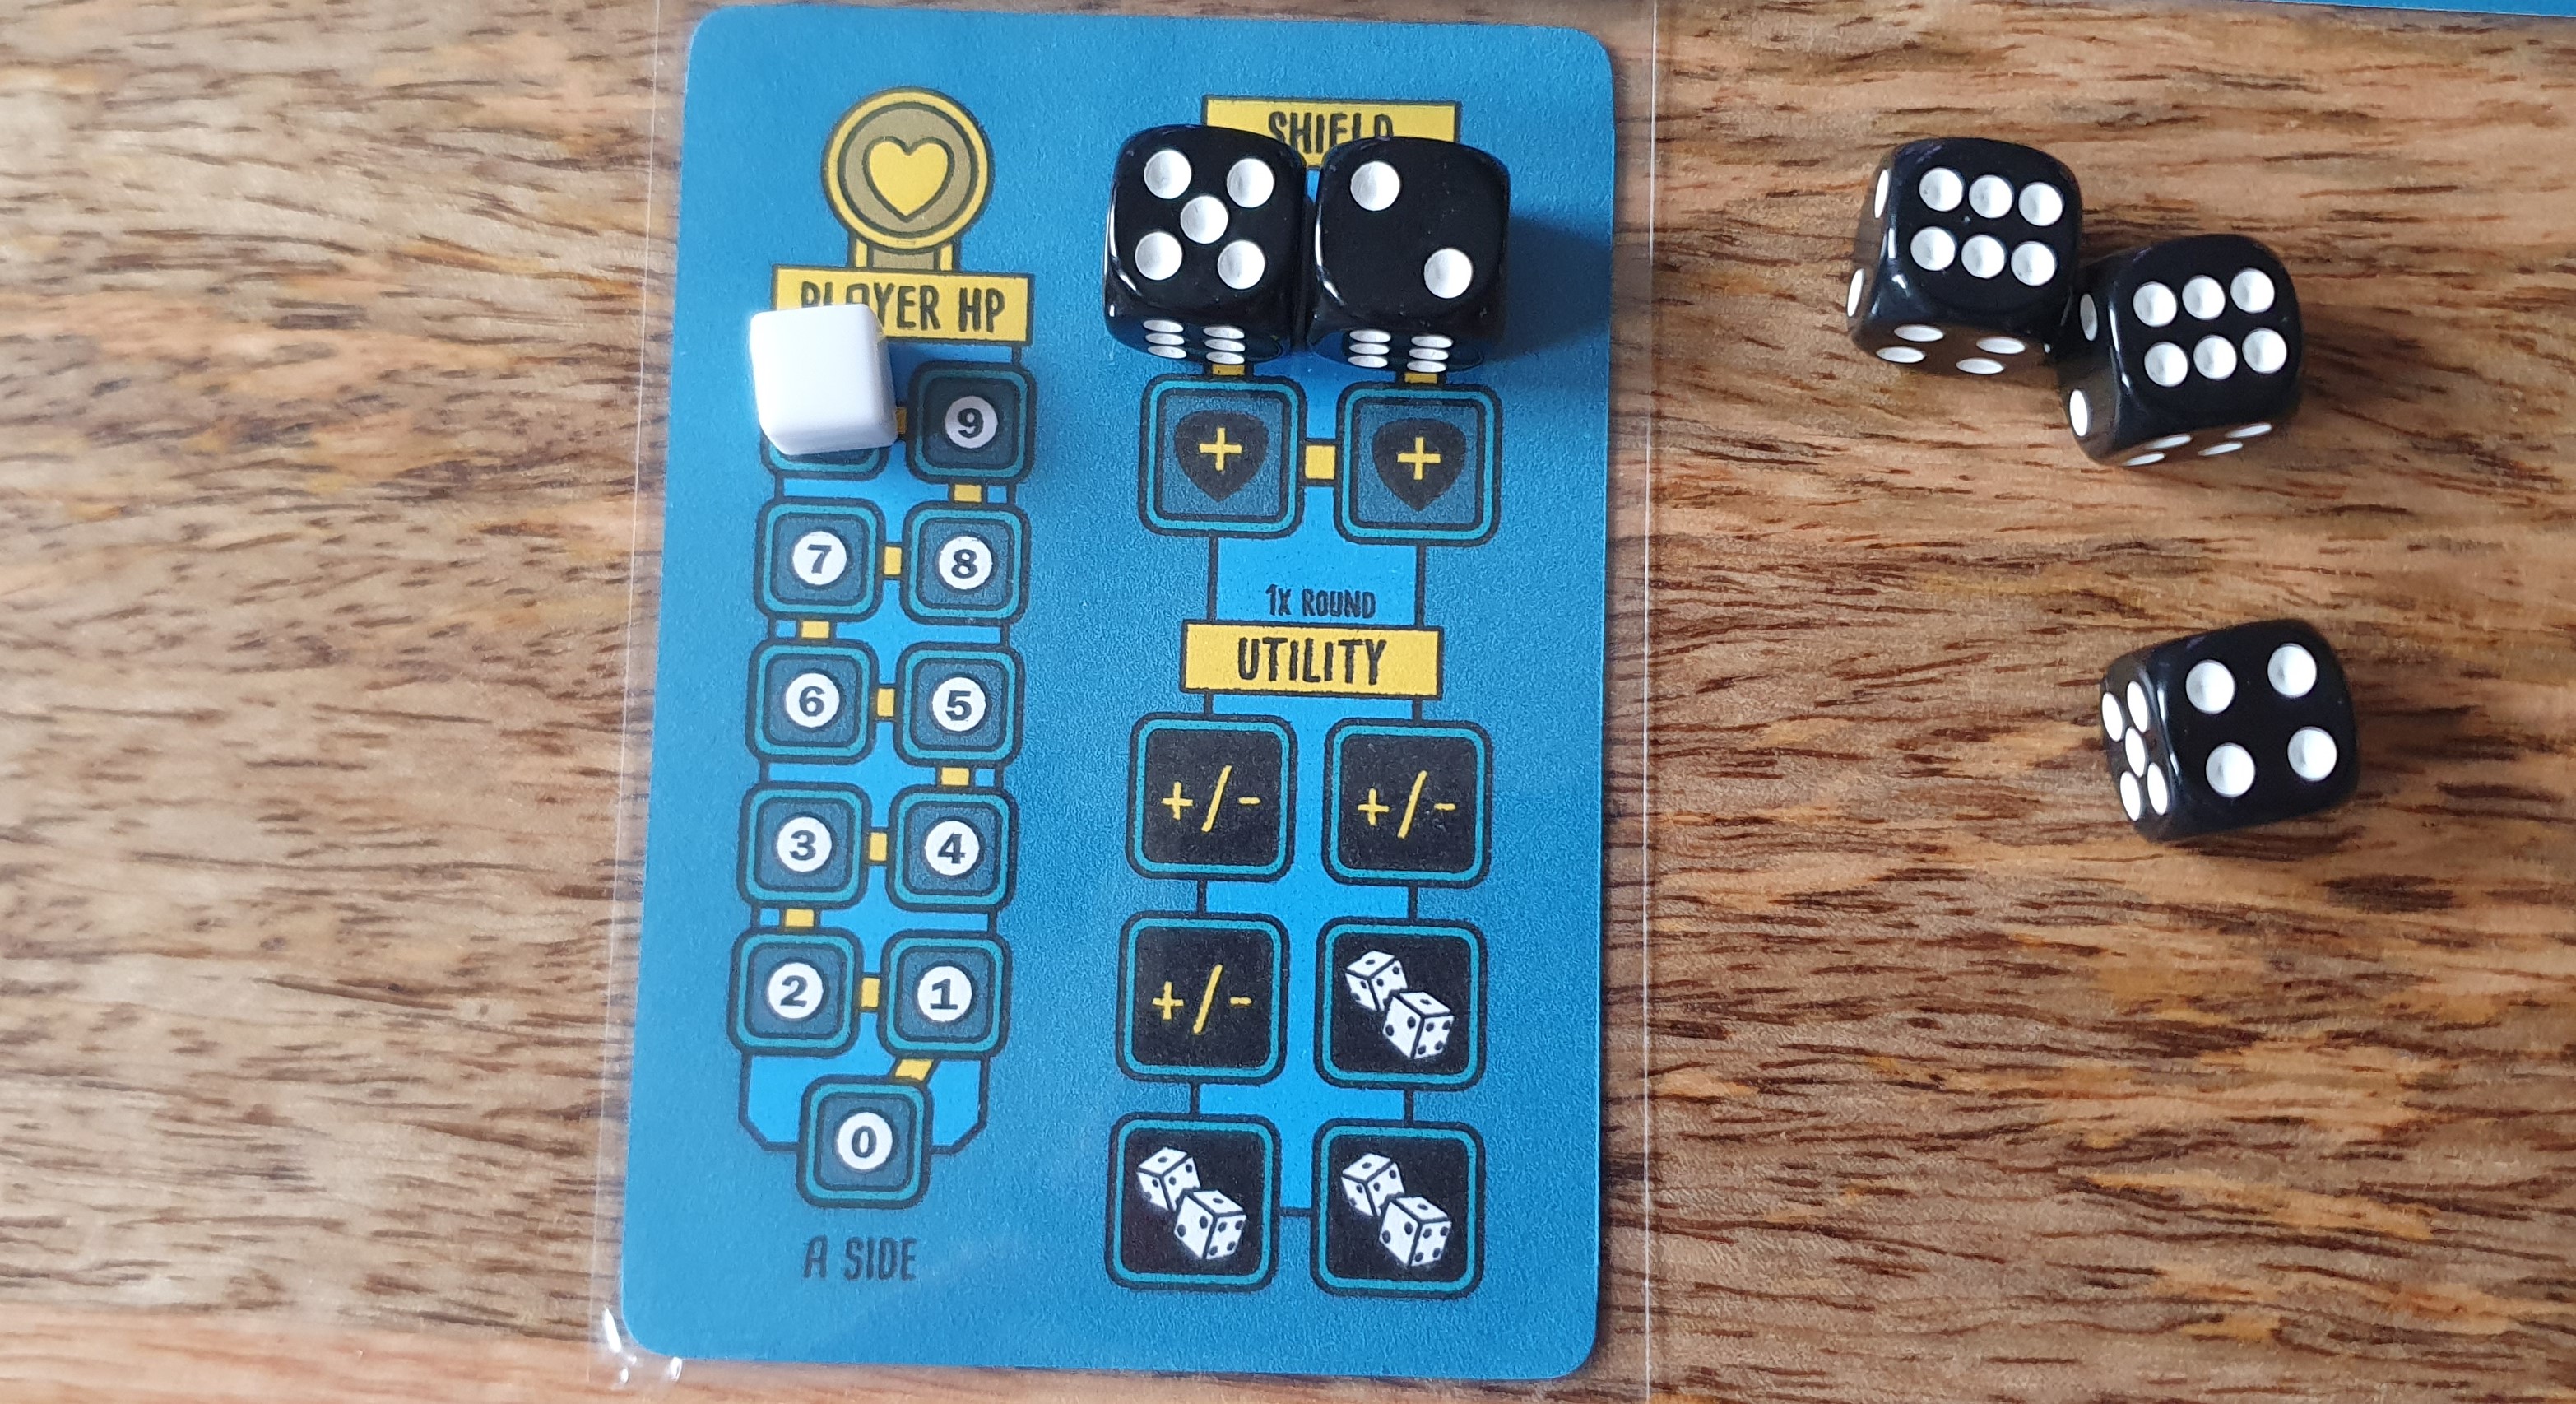 PLAYER HP
9
7 8
6 5
3 4
2 1
0
A SIDE
SHIELD
+ +
1X ROUND
UTILITY
+/- +/-
+/-